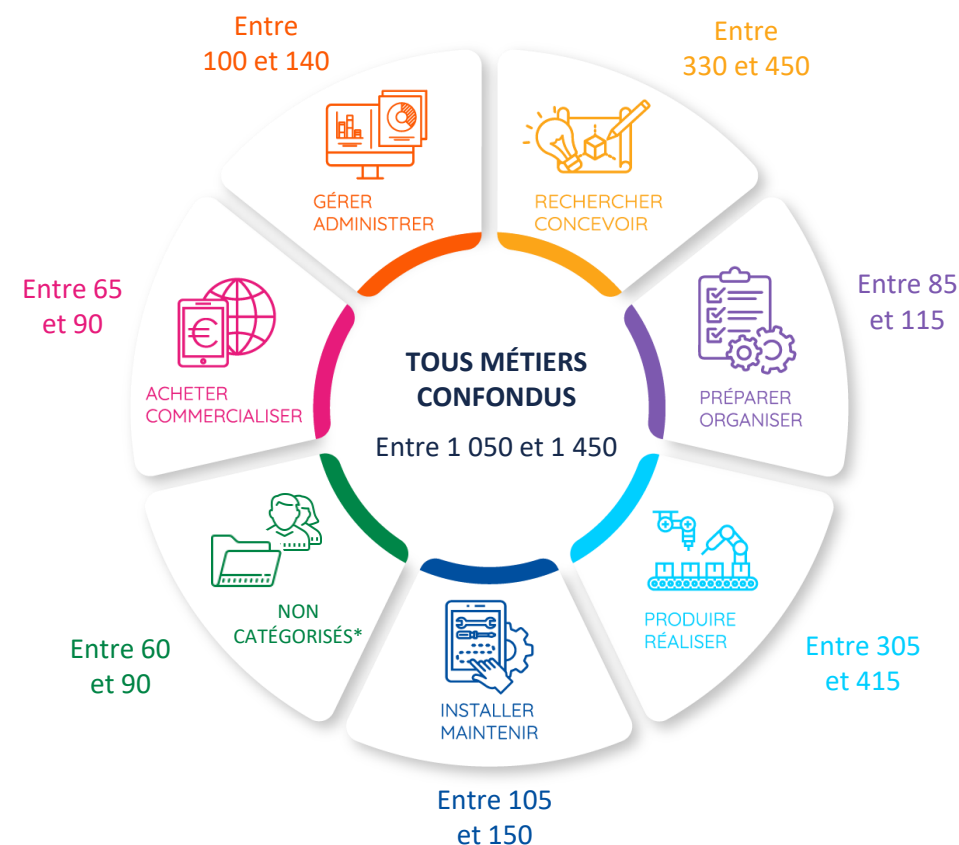 Entre
100 et 140
Entre
330 et 450
GÉRER
ADMINISTRER
RECHERCHER
CONCEVOIR
Entre 65
et 90
Entre 85
et 115
ACHETER
COMMERCIALISER
TOUS MÉTIERS
CONFONDUS
Entre 1 050 et 1 450
PRÉPARER
ORGANISER
NON
CATÉGORISÉS*
PRODUIRE
RÉALISER
Entre 60
et 90
Entre 305
et 415
INSTALLER
MAINTENIR
Entre 105
et 150